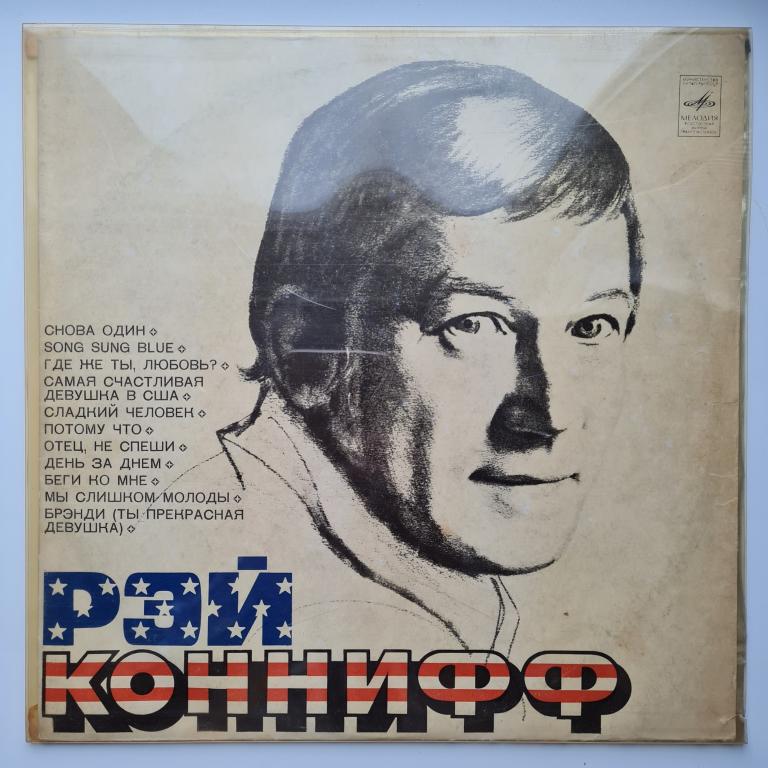 МЕЛОДИЯ
СНОВА ОДИН
SONG SUNG BLUE
ГДЕ ЖЕ ТЫ, ЛЮБОВЬ?
САМАЯ СЧАСТЛИВАЯ
ДЕВУШКА В США
СЛАДКИЙ ЧЕЛОВЕК
ПОТОМУ ЧТО
ОТЕЦ, НЕ СПЕШИ
ДЕНЬ ЗА ДНЕМ
БЕГИ КО МНЕ
МЫ СЛИШКОМ МОЛОДЫ
БРЭНДИ (ТЫ ПРЕКРАСНАЯ
ДЕВУШКА)
РЭЙ
КОННИФФ